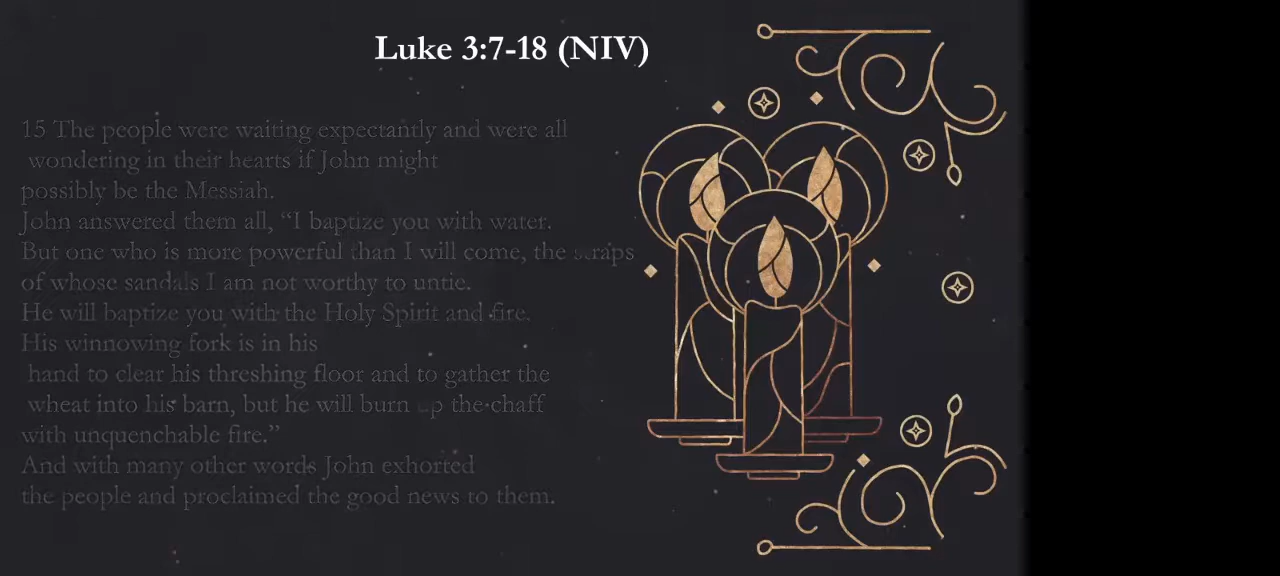 Luke 3:7-18 (NIV)
15 The people were waiting expectantly and were all
wondering in their hearts if John might
possibly be the Messiah.
John answered them all, “I baptize you with water.
But one who is more powerful than I will come, the straps
of whose sandals I am not worthy to untie.
He will baptize you with the Holy Spirit and fire.
His winnowing fork is in his
hand to clear his threshing floor and to gather the
wheat into his barn, but he will burn up the chaff
with unquenchable fire.”
And with many other words John exhorted
the people and proclaimed the good news to them.